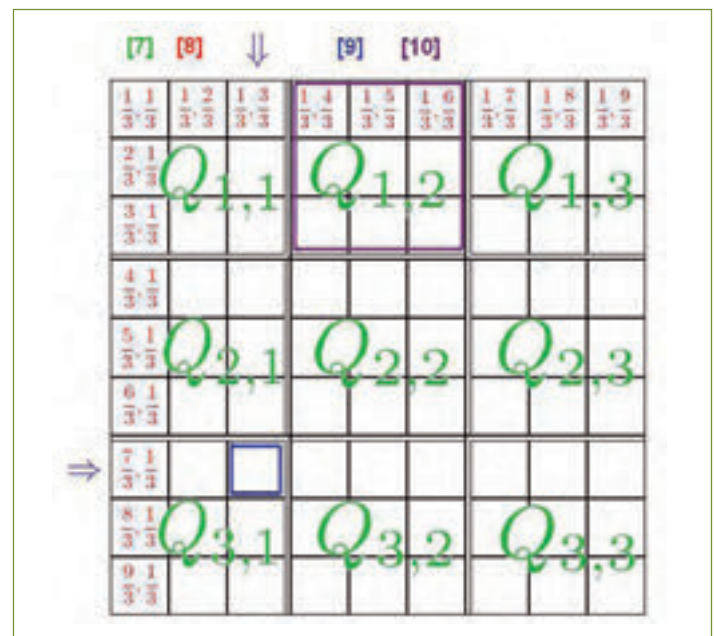 [7] [8] ⇓ [9] [10]
1/3,1/3 1/3,2/3 1/3,3/3 1/3,4/3 1/3,5/3 1/3,6/3 1/3,7/3 1/3,8/3 1/3,9/3
2/3,1/3
Q1,1 Q1,2 Q1,3
3/3,1/3
4/3,1/3
5/3,1/3
Q2,1 Q2,2 Q2,3
6/3,1/3
⇒ 7/3,1/3
8/3,1/3
Q3,1 Q3,2 Q3,3
9/3,1/3